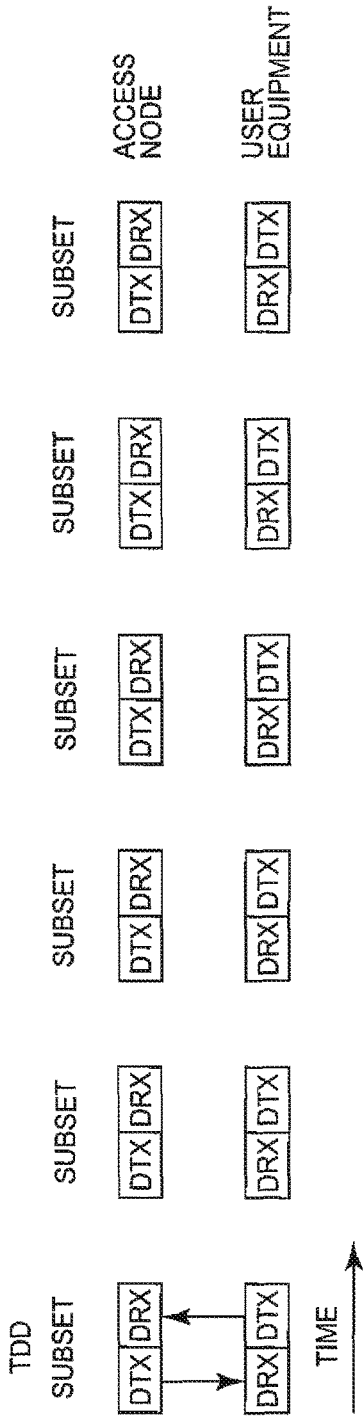 TDD
SUBSET SUBSET SUBSET SUBSET SUBSET SUBSET
DTX DRX DTX DRX DTX DRX DTX DRX DTX DRX DTX DRX ACCESS
NODE
DRX DTX DRX DTX DRX DTX DRX DTX DRX DTX DRX DTX USER
EQUIPMENT
TIME